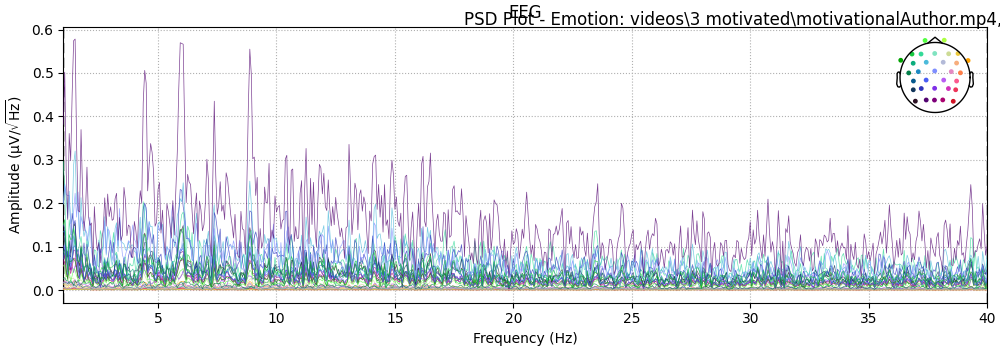 EEG
PSD Plot - Emotion: videos\3 motivated\motivationalAuthor.mp4,
0.6
0.5
0.4
0.3
0.2
0.1
0.0
Amplitude (µV/√Hz)
5 10 15 20 25 30 35 40
Frequency (Hz)